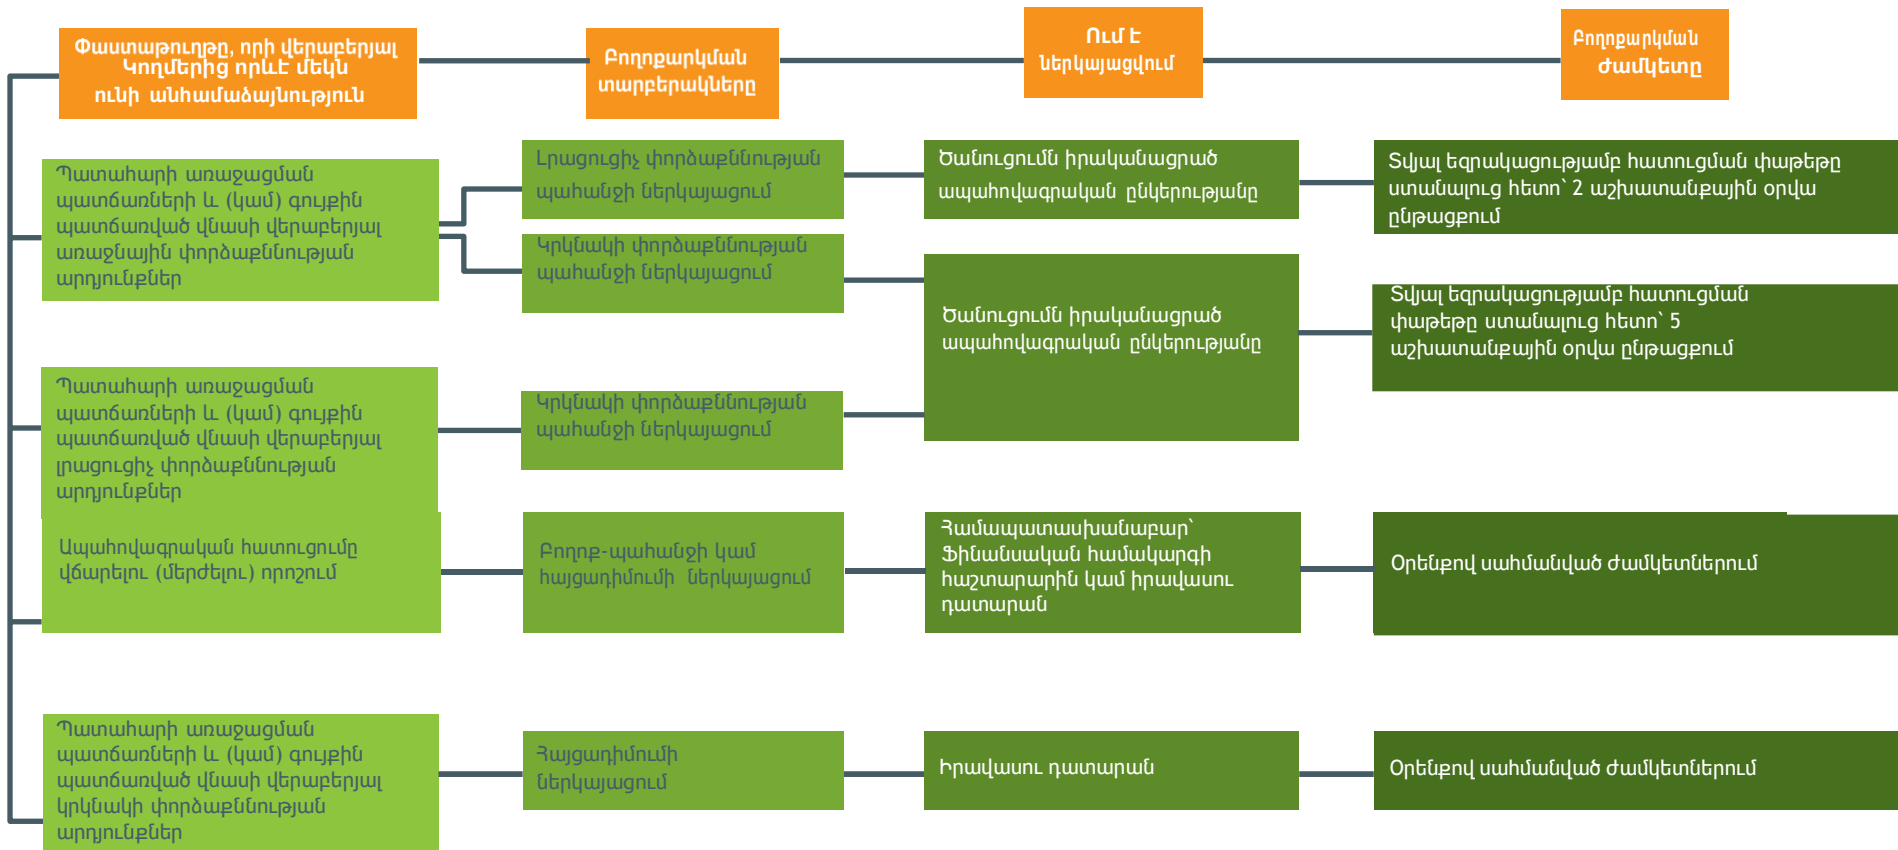 Փաստաթուղթը, որի վերաբերյալ
Կողմերից որևէ մեկն
ունի անհամաձայնություն
Բողոքարկման
տարբերակները
Ում է
ներկայացվում
Բողոքարկման
ժամկետը
Պատահարի առաջացման
պատճառների և (կամ) գույքին
պատճառված վնասի վերաբերյալ
առաջնային փորձաքննության
արդյունքներ
Լրացուցիչ փորձաքննության
պահանջի ներկայացում
Ծանուցումն իրականացրած
ապահովագրական ընկերությանը
Տվյալ եզրակացությամբ հատուցման փաթեթը
ստանալուց հետո՝ 2 աշխատանքային օրվա
ընթացքում
Կրկնակի փորձաքննության
պահանջի ներկայացում
Ծանուցումն իրականացրած
ապահովագրական ընկերությանը
Տվյալ եզրակացությամբ հատուցման
փաթեթը ստանալուց հետո՝ 5
աշխատանքային օրվա ընթացքում
Պատահարի առաջացման
պատճառների և (կամ) գույքին
պատճառված վնասի վերաբերյալ
լրացուցիչ փորձաքննության
արդյունքներ
Կրկնակի փորձաքննության
պահանջի ներկայացում
Ապահովագրական հատուցումը
վճարելու (մերժելու) որոշում
Բողոք-պահանջի կամ
հայցադիմումի ներկայացում
Համապատասխանաբար՝
Ֆինանսական համակարգի
հաշտարարին կամ իրավասու
դատարան
Օրենքով սահմանված ժամկետներում
Պատահարի առաջացման
պատճառների և (կամ) գույքին
պատճառված վնասի վերաբերյալ
կրկնակի փորձաքննության
արդյունքներ
Հայցադիմումի
ներկայացում
Իրավասու դատարան
Օրենքով սահմանված ժամկետներում